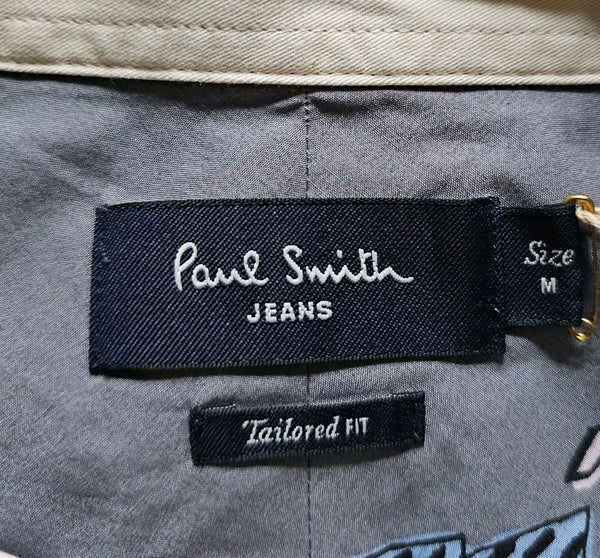 Paul Smith
JEANS
Size
M
Tailored FIT